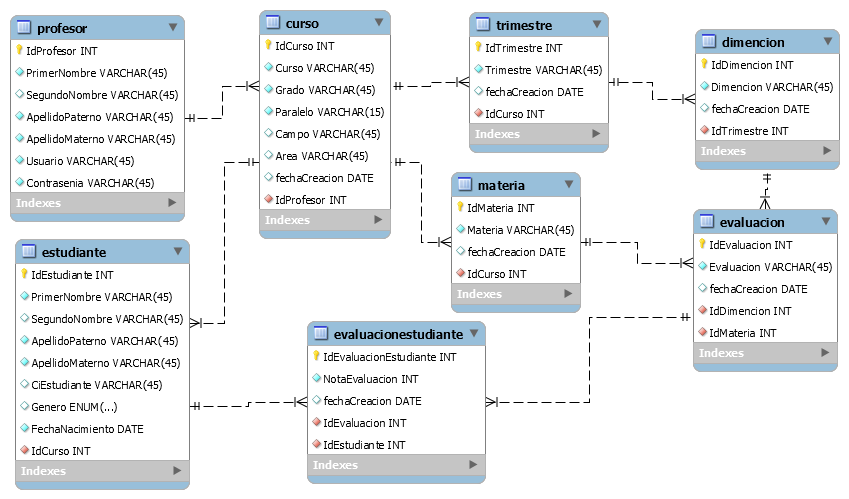 profesor
IdProfesor INT
PrimerNombre VARCHAR(45)
SegundoNombre VARCHAR(45)
ApellidoPaterno VARCHAR(45)
ApellidoMaterno VARCHAR(45)
Usuario VARCHAR(45)
Contrasenia VARCHAR(45)
Indexes
curso
IdCurso INT
Curso VARCHAR(45)
Grado VARCHAR(45)
Paralelo VARCHAR(15)
Campo VARCHAR(45)
Area VARCHAR(45)
fechaCreacion DATE
IdProfesor INT
Indexes
trimestre
IdTrimestre INT
Trimestre VARCHAR(45)
fechaCreacion DATE
IdCurso INT
Indexes
dimencion
IdDimencion INT
Dimencion VARCHAR(45)
fechaCreacion DATE
IdTrimestre INT
Indexes
materia
IdMateria INT
Materia VARCHAR(45)
fechaCreacion DATE
IdCurso INT
Indexes
evaluacion
IdEvaluacion INT
Evaluacion VARCHAR(45)
fechaCreacion DATE
IdDimencion INT
IdMateria INT
Indexes
estudiante
IdEstudiante INT
PrimerNombre VARCHAR(45)
SegundoNombre VARCHAR(45)
ApellidoPaterno VARCHAR(45)
ApellidoMaterno VARCHAR(45)
CiEstudiante VARCHAR(45)
Genero ENUM(...)
FechaNacimiento DATE
IdCurso INT
Indexes
evaluacionestudiante
IdEvaluacionEstudiante INT
NotaEvaluacion INT
fechaCreacion DATE
IdEvaluacion INT
IdEstudiante INT
Indexes